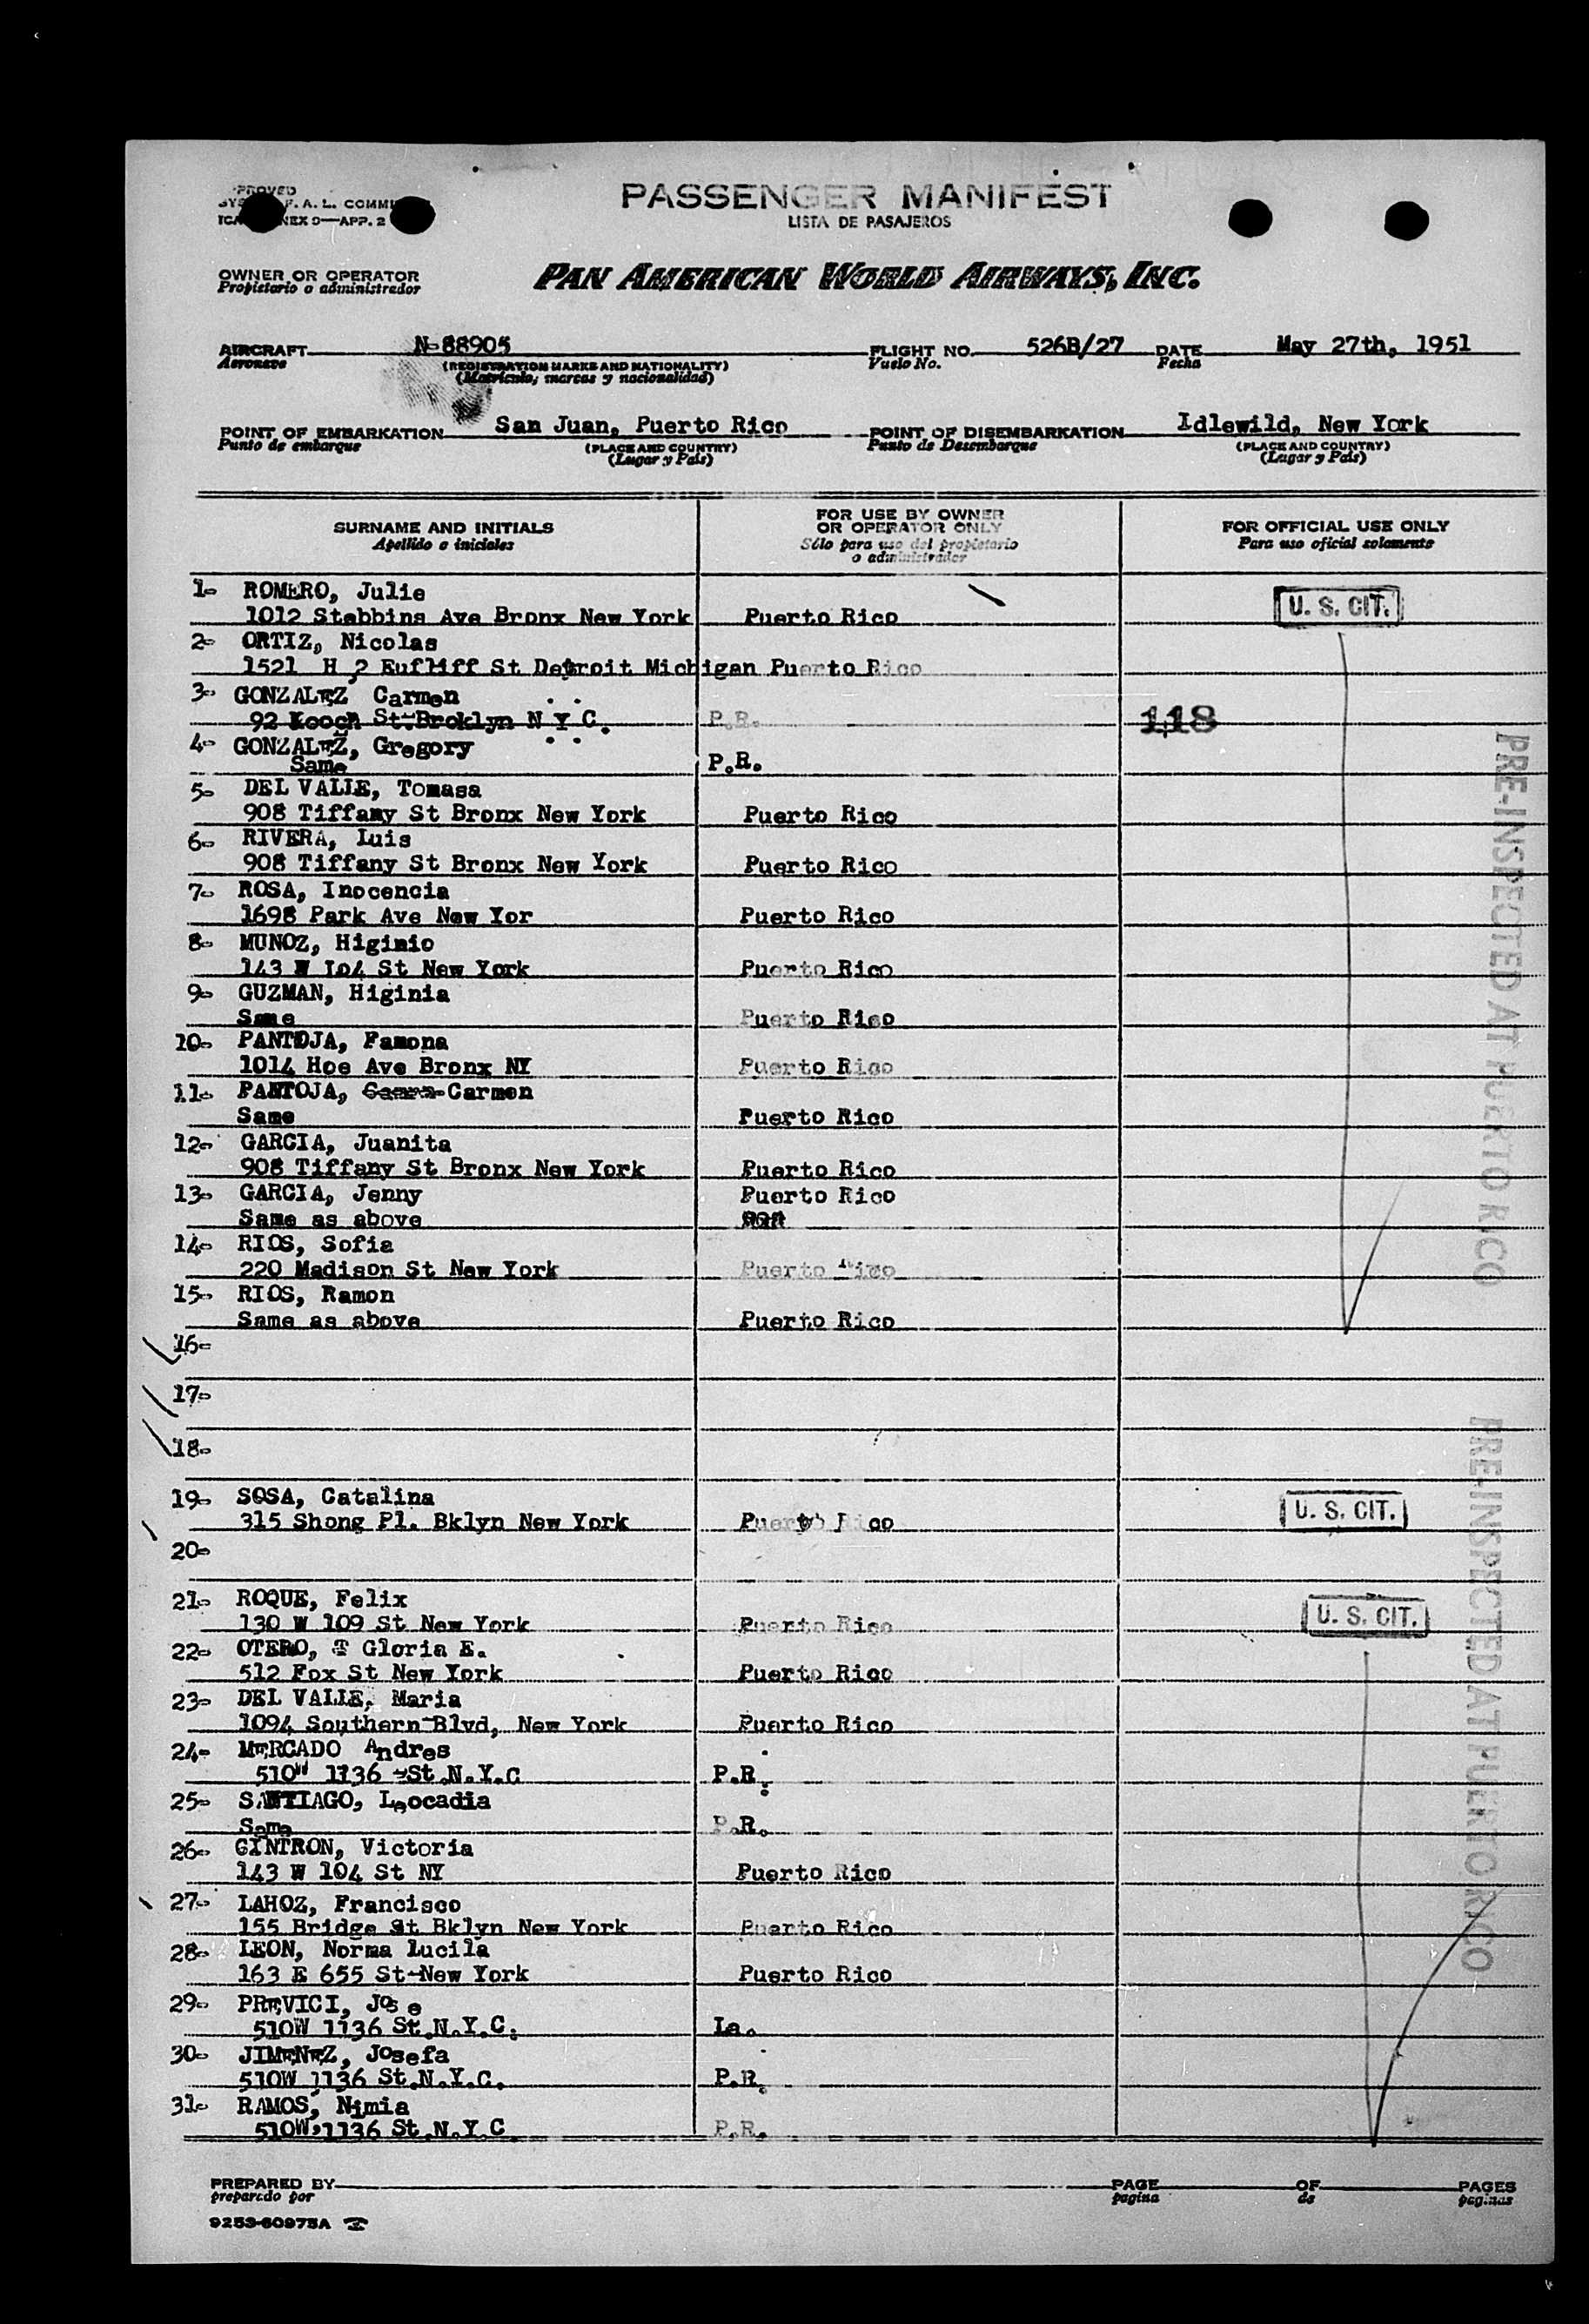 PROVED
F. A. L. COMMI
NEX 9—APP. 2
PASSENGER MANIFEST
LISTA DE PASAJEROS
OWNER OR OPERATOR
Propietario o administrador
PAN AMERICAN WORLD AIRWAYS, INC.
AIRCRAFT N-88905 FLIGHT NO. 526B/27 DATE May 27th, 1951
Aeronave (REGISTRATION MARKS AND NATIONALITY) Vuelo No. Fecha
(Matricula, marcas y nacionalidad)
POINT OF EMBARKATION San Juan, Puerto Rico POINT OF DISEMBARKATION Idlewild, New York
Punto de embarque (PLACE AND COUNTRY) Punto de Desembarque (PLACE AND COUNTRY)
(Lugar y País) (Lugar y País)
SURNAME AND INITIALS
Apellido e iniciales
FOR USE BY OWNER
OR OPERATOR ONLY
Sólo para uso del propietario
o administrador
FOR OFFICIAL USE ONLY
Para uso oficial solamente
1- ROMERO, Julie
1012 Stebbins Ave Bronx New York Puerto Rico U. S. CIT.
2- ORTIZ, Nicolas
1521 H 2 Eufliff St Detroit Michigan Puerto Rico
3- GONZALEZ Carmen
92 Kooch St-Broklyn N Y C. P.R. 118
4- GONZALEZ, Gregory
Same P.R.
5- DEL VALLE, Tomasa
908 Tiffany St Bronx New York Puerto Rico
6- RIVERA, Luis
908 Tiffany St Bronx New York Puerto Rico
7- ROSA, Inocencia
1698 Park Ave New Yor Puerto Rico
8- MUNOZ, Higinio
143 W 104 St New York Puerto Rico
9- GUZMAN, Higinia
Same Puerto Rico
10- PANTOJA, Famona
1014 Hoe Ave Bronx NY Puerto Rico
11- PANTOJA, Carmen
Same Puerto Rico
12- GARCIA, Juanita
908 Tiffany St Bronx New York Puerto Rico
13- GARCIA, Jenny Puerto Rico
Same as above
14- RIOS, Sofia
220 Madison St New York Puerto Rico
15- RIOS, Ramon
Same as above Puerto Rico
16-
17-
18-
19- SOSA, Catalina
315 Shong Pl. Bklyn New York Puerto Rico U. S. CIT.
20-
21- ROQUE, Felix
130 W 109 St New York Puerto Rico U. S. CIT.
22- OTERO, T Gloria E.
512 Fox St New York Puerto Rico
23- DEL VALLE, Maria
1094 Southern Blvd, New York Puerto Rico
24- MERCADO Andres
510W 1136 -St.N.Y.C P.R.
25- SANTIAGO, Leocadia
Same P.R.
26- GINTRON, Victoria
143 W 104 St NY Puerto Rico
27- LAHOZ, Francisco
155 Bridge St Bklyn New York Puerto Rico
28- LEON, Norma Lucila
163 E 655 St-New York Puerto Rico
29- PREVICI, Jose
510W 1136 St.N.Y.C. La.
30- JIMENEZ, Josefa
510W 1136 St.N.Y.C. P.R.
31- RAMOS, Nimia
510W,1136 St.N.Y.C P.R.
PRE-INSPECTED AT PUERTO RICO
PRE-INSPECTED AT PUERTO RICO
PREPARED BY PAGE OF PAGES
preparado por pagina de paginas
9253-60975A